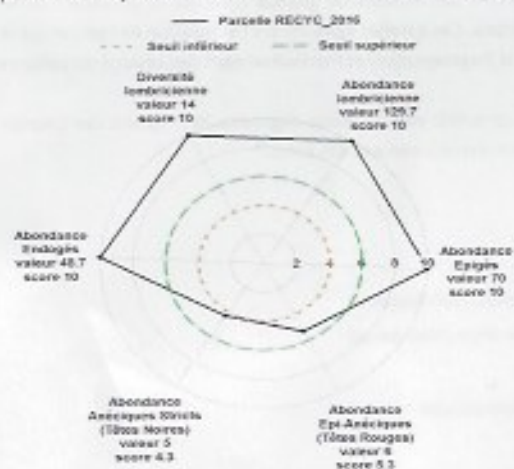 Parcelle RECYC_2016
Seuil inférieur
Seuil supérieur
Diversité
lombricienne
valeur 14
score 10
Abondance
lombricienne
valeur 129.7
score 10
Abondance
Endogés
valeur 48.7
score 10
2 4 6 8 10
Abondance
Epigés
valeur 70
score 10
Abondance
Anéciques Stricts
(Têtes Noires)
valeur 5
score 4.3
Abondance
Epi-Anéciques
(Têtes Rouges)
valeur 6
score 5.3